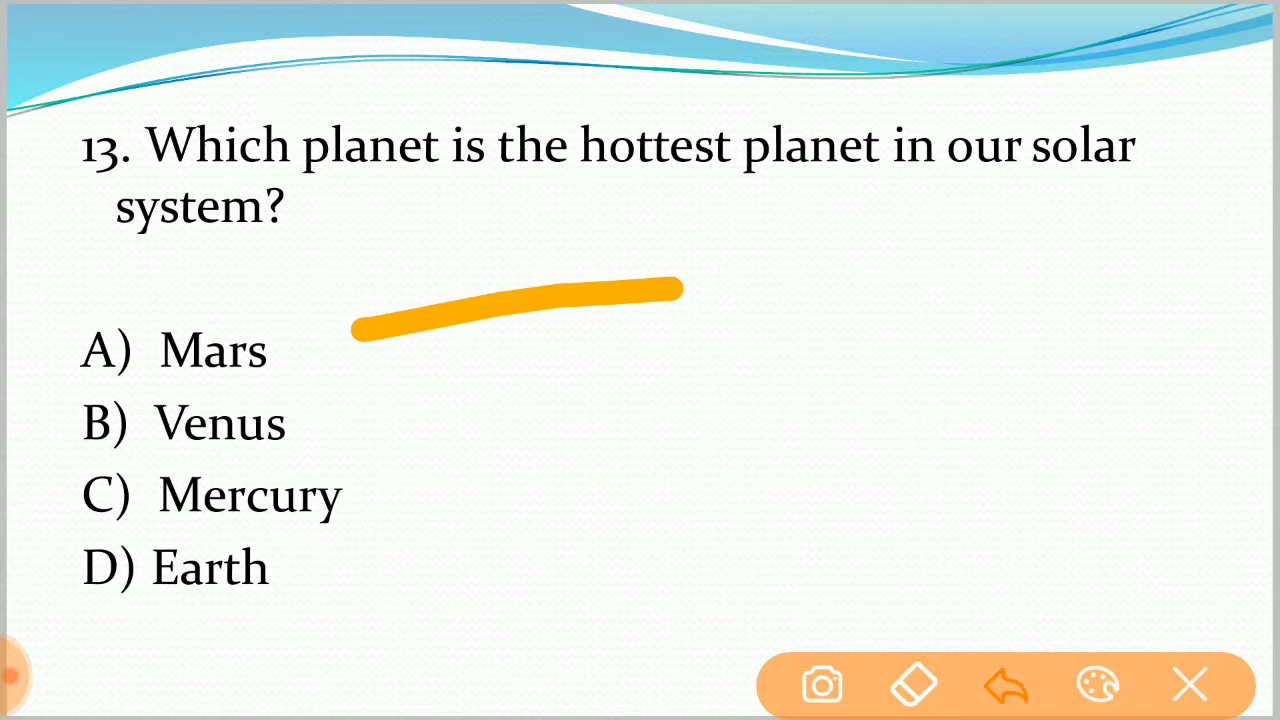 13. Which planet is the hottest planet in our solar
system?
A) Mars
B) Venus
C) Mercury
D) Earth